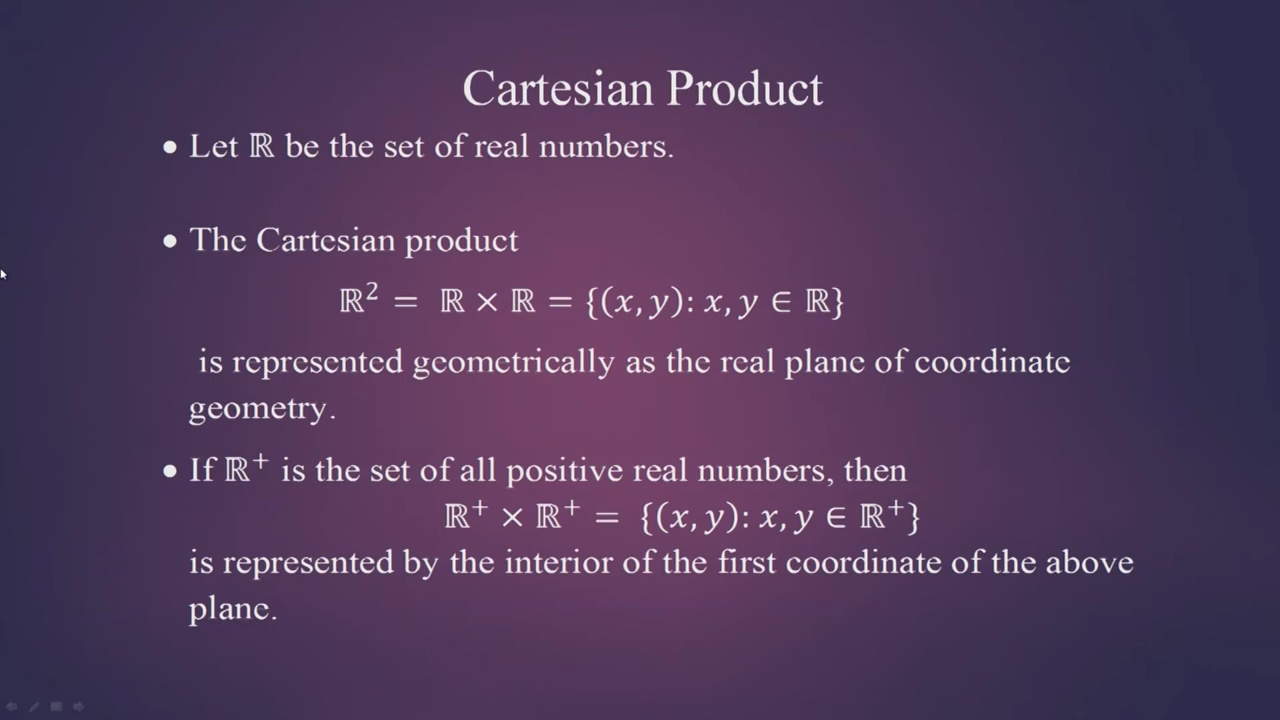 Cartesian Product
• Let ℝ be the set of real numbers.
• The Cartesian product
ℝ² = ℝ × ℝ = {(x, y): x, y ∈ ℝ}
is represented geometrically as the real plane of coordinate
geometry.
• If ℝ⁺ is the set of all positive real numbers, then
ℝ⁺ × ℝ⁺ = {(x, y): x, y ∈ ℝ⁺}
is represented by the interior of the first coordinate of the above
plane.